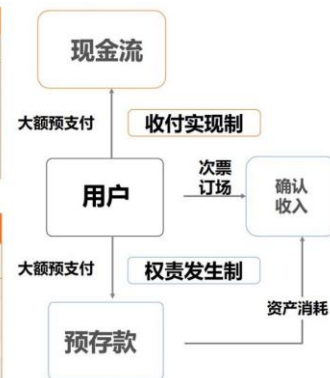 现金流
大额预支付
收付实现制
用户
次票
订场
确认
收入
大额预支付
权责发生制
资产消耗
预存款